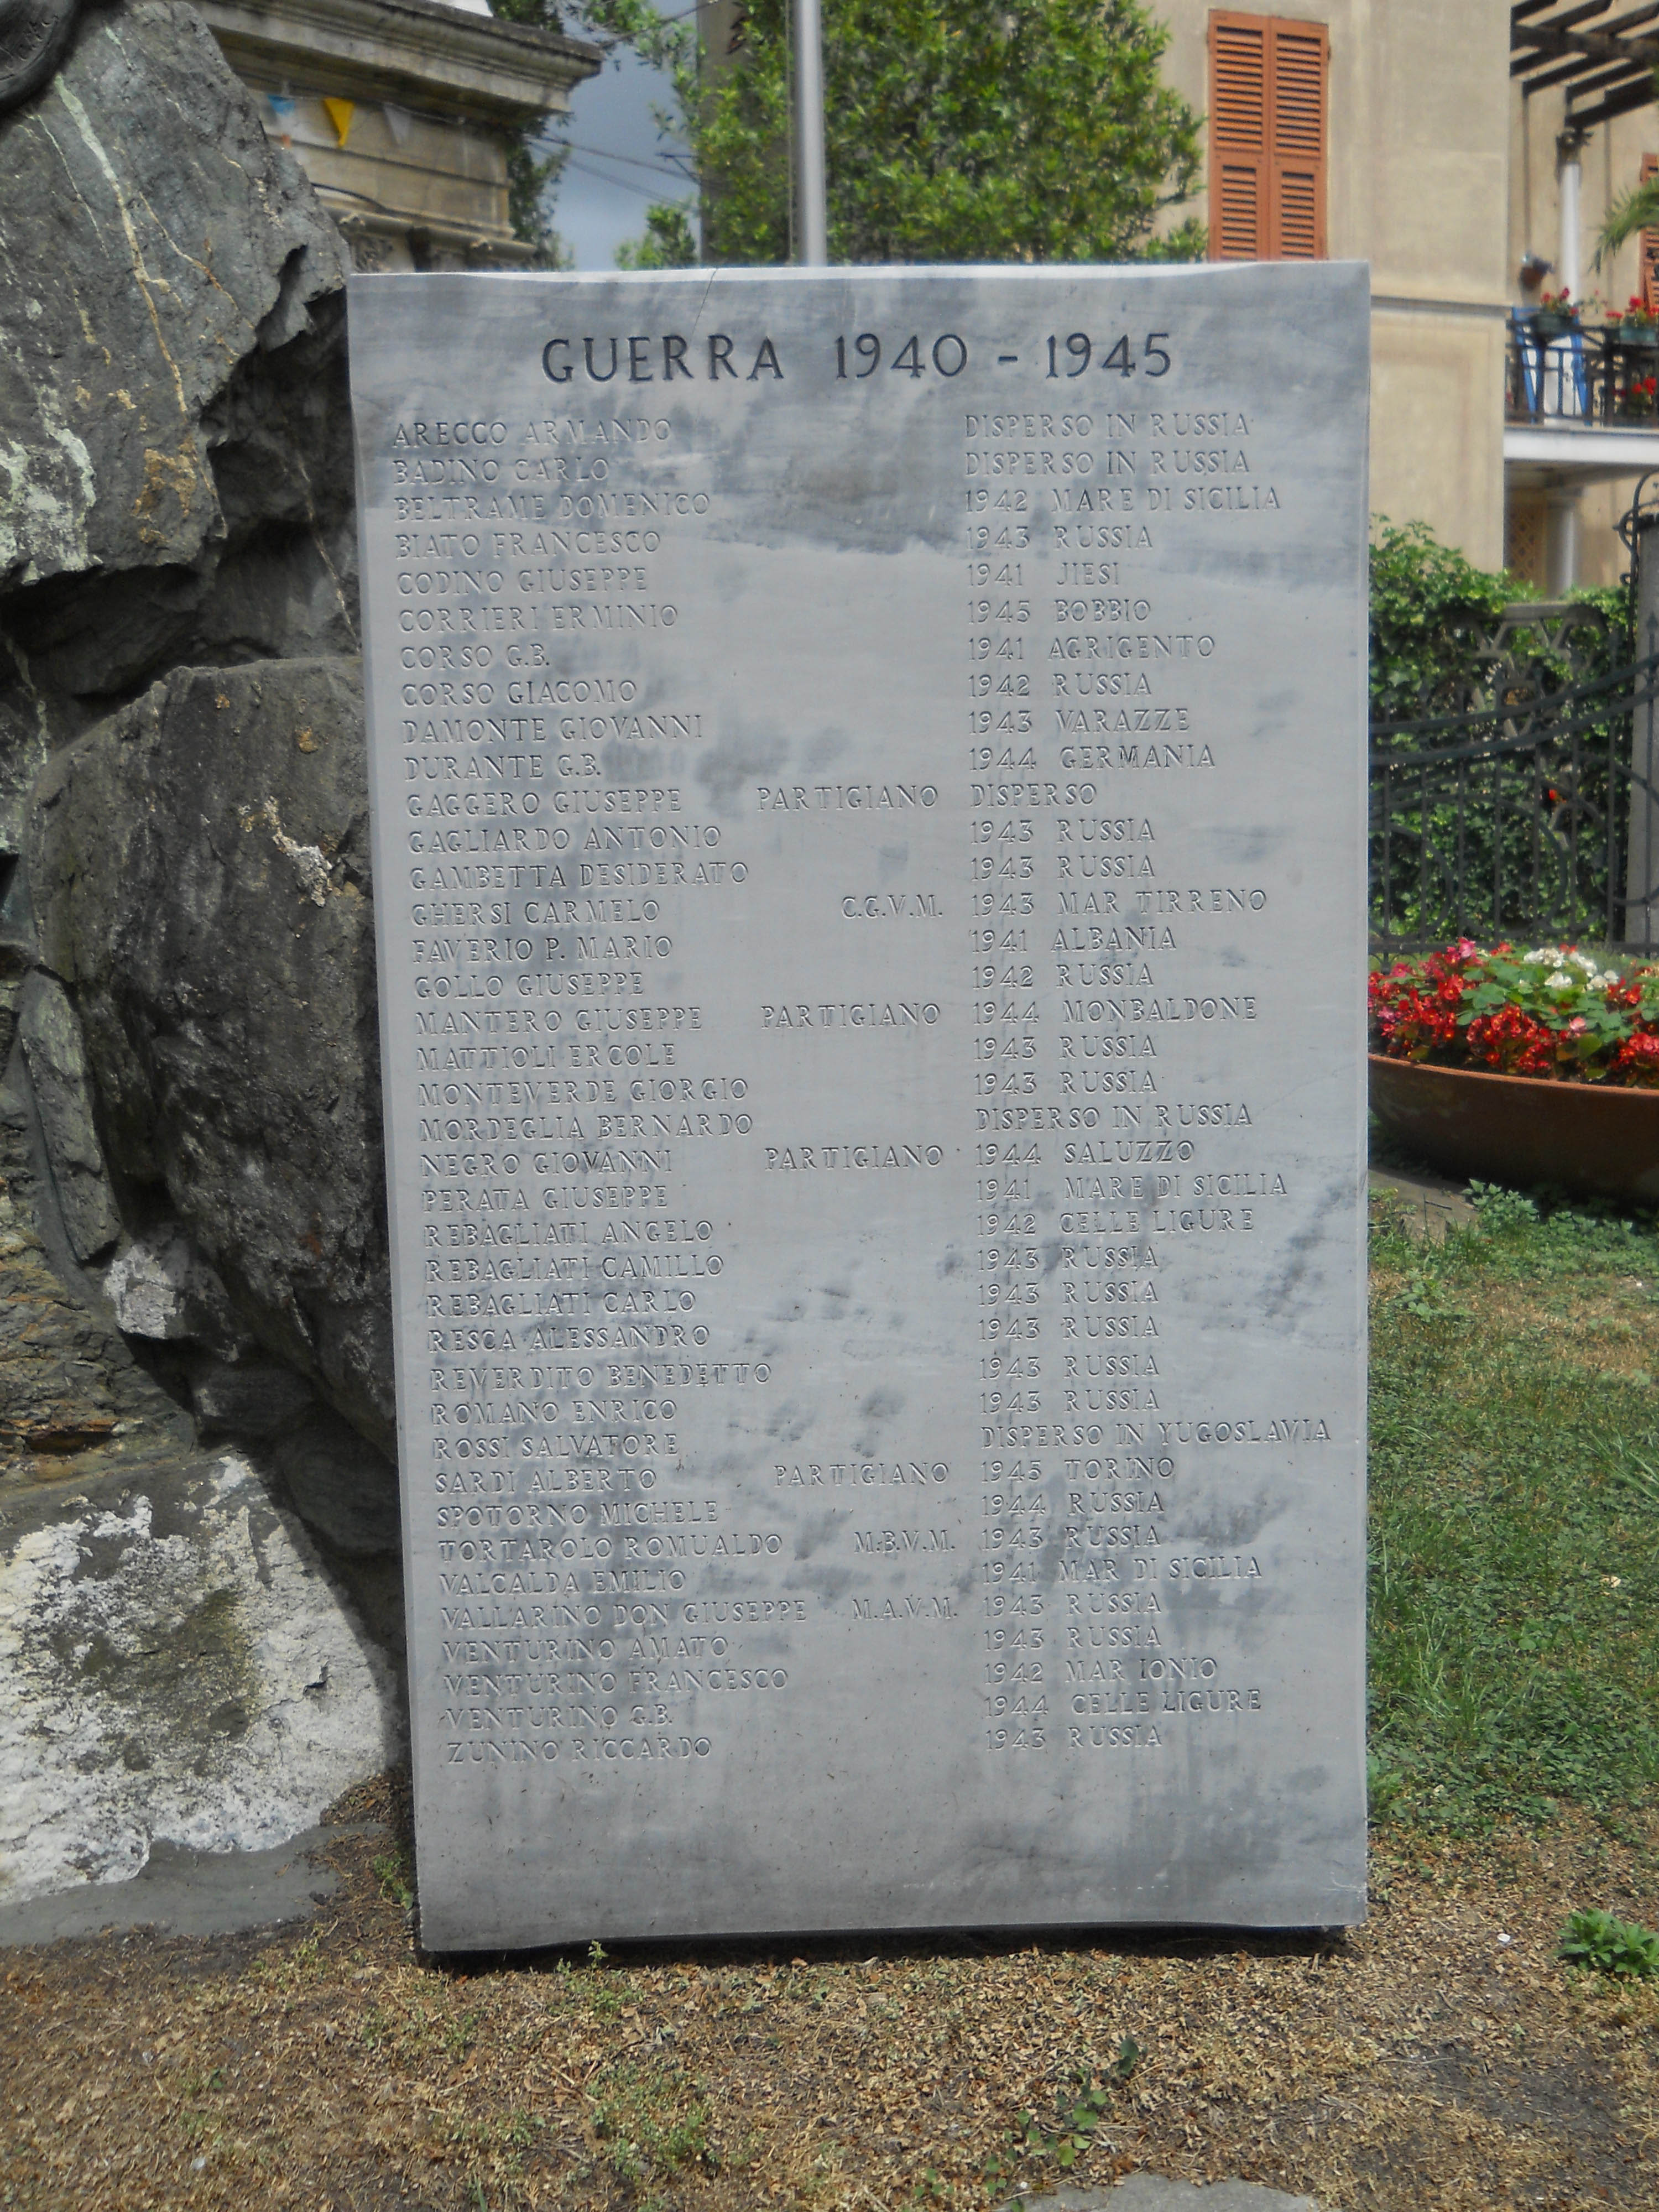 GUERRA 1940 - 1945
ARECCO ARMANDO DISPERSO IN RUSSIA
BADINO CARLO DISPERSO IN RUSSIA
BELTRAME DOMENICO 1942 MARE DI SICILIA
BIATO FRANCESCO 1943 RUSSIA
CODINO GIUSEPPE 1941 JIESI
CORRIERI ERMINIO 1945 BOBBIO
CORSO G.B. 1941 AGRIGENTO
CORSO GIACOMO 1942 RUSSIA
DAMONTE GIOVANNI 1943 VARAZZE
DURANTE G.B. 1944 GERMANIA
GAGGERO GIUSEPPE PARTIGIANO DISPERSO
GAGLIARDO ANTONIO 1943 RUSSIA
GAMBETTA DESIDERATO 1943 RUSSIA
GHERSI CARMELO C.G.V.M. 1943 MAR TIRRENO
FAVERIO P. MARIO 1941 ALBANIA
GOLLO GIUSEPPE 1942 RUSSIA
MANTERO GIUSEPPE PARTIGIANO 1944 MONBALDONE
MATTIOLI ERCOLE 1943 RUSSIA
MONTEVERDE GIORGIO 1943 RUSSIA
MORDEGLIA BERNARDO DISPERSO IN RUSSIA
NEGRO GIOVANNI PARTIGIANO 1944 SALUZZO
PERATA GIUSEPPE 1941 MARE DI SICILIA
REBAGLIATI ANGELO 1942 CELLE LIGURE
REBAGLIATI CAMILLO 1943 RUSSIA
REBAGLIATI CARLO 1943 RUSSIA
RESCA ALESSANDRO 1943 RUSSIA
REVERDITO BENEDETTO 1943 RUSSIA
ROMANO ENRICO 1943 RUSSIA
ROSSI SALVATORE DISPERSO IN YUGOSLAVIA
SARDI ALBERTO PARTIGIANO 1945 TORINO
SPOTORNO MICHELE 1944 RUSSIA
TORTAROLO ROMUALDO M.B.V.M. 1943 RUSSIA
VALCALDA EMILIO 1941 MAR DI SICILIA
VALLARINO DON GIUSEPPE M.A.V.M. 1943 RUSSIA
VENTURINO AMATO 1943 RUSSIA
VENTURINO FRANCESCO 1942 MAR IONIO
VENTURINO G.B. 1944 CELLE LIGURE
ZUNINO RICCARDO 1943 RUSSIA